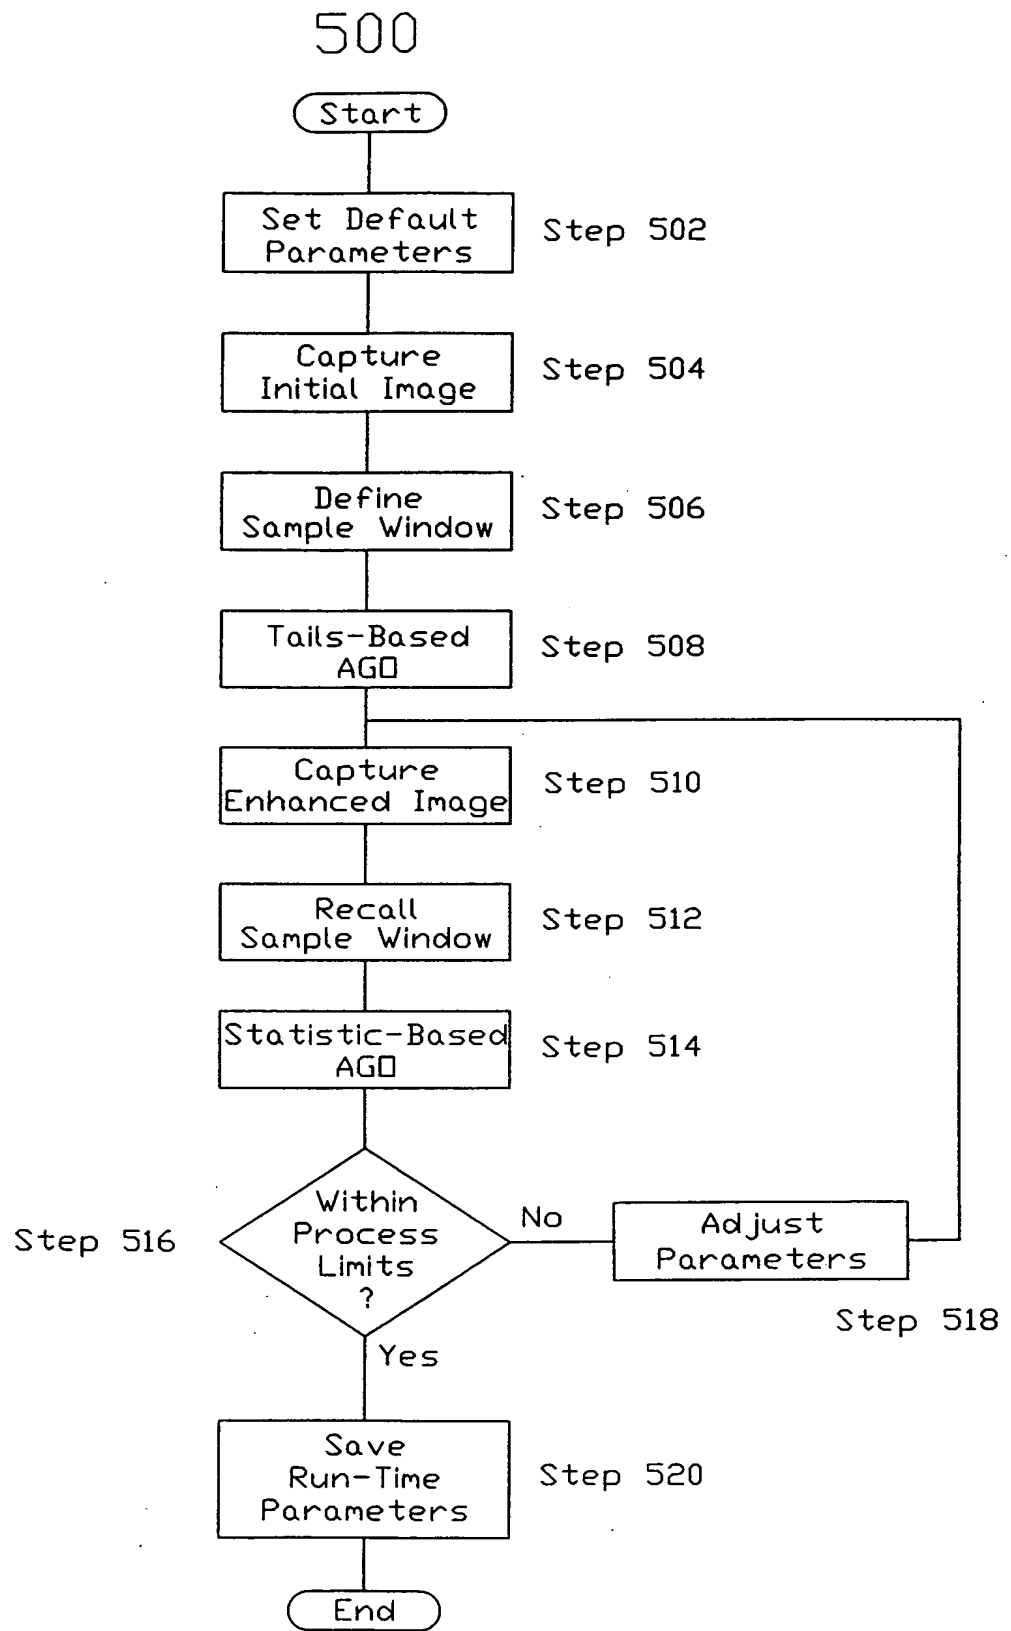 500
Start
Set Default
Parameters
Step 502
Capture
Initial Image
Step 504
Define
Sample Window
Step 506
Tails-Based
AGO
Step 508
Capture
Enhanced Image
Step 510
Recall
Sample Window
Step 512
Statistic-Based
AGO
Step 514
Step 516
Within
Process
Limits
?
No
Adjust
Parameters
Step 518
Yes
Save
Run-Time
Parameters
Step 520
End